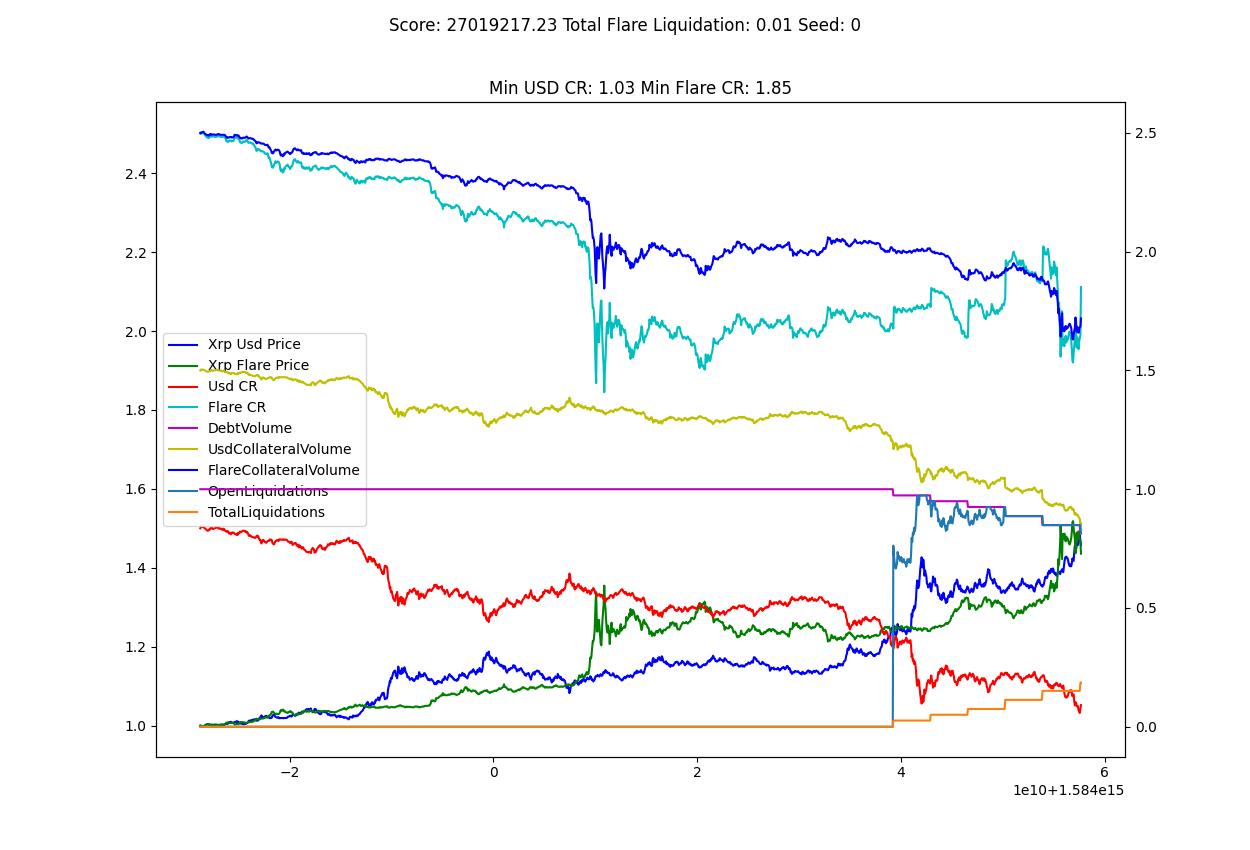 Score: 27019217.23 Total Flare Liquidation: 0.01 Seed: 0
Min USD CR: 1.03 Min Flare CR: 1.85
2.4
2.2
2.0
1.8
1.6
1.4
1.2
1.0
Xrp Usd Price
Xrp Flare Price
Usd CR
Flare CR
DebtVolume
UsdCollateralVolume
FlareCollateralVolume
OpenLiquidations
TotalLiquidations
2.5
2.0
1.5
1.0
0.5
0.0
−2 0 2 4 6
1e10+1.584e15